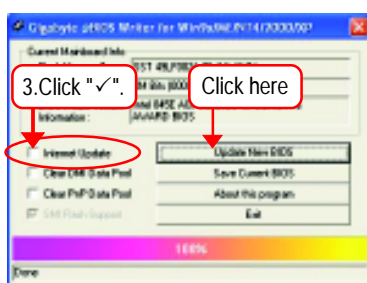 Gigabyte @BIOS Writer for Win9x/ME/NT4/2000/XP
Current Mainboard Info
3.Click "✓".
Click here
Information :
AWARD BIOS
Internet Update
Update New BIOS
Clear DMI Data Pool
Save Current BIOS
Clear PnP Data Pool
About this program
Exit
100%
Done